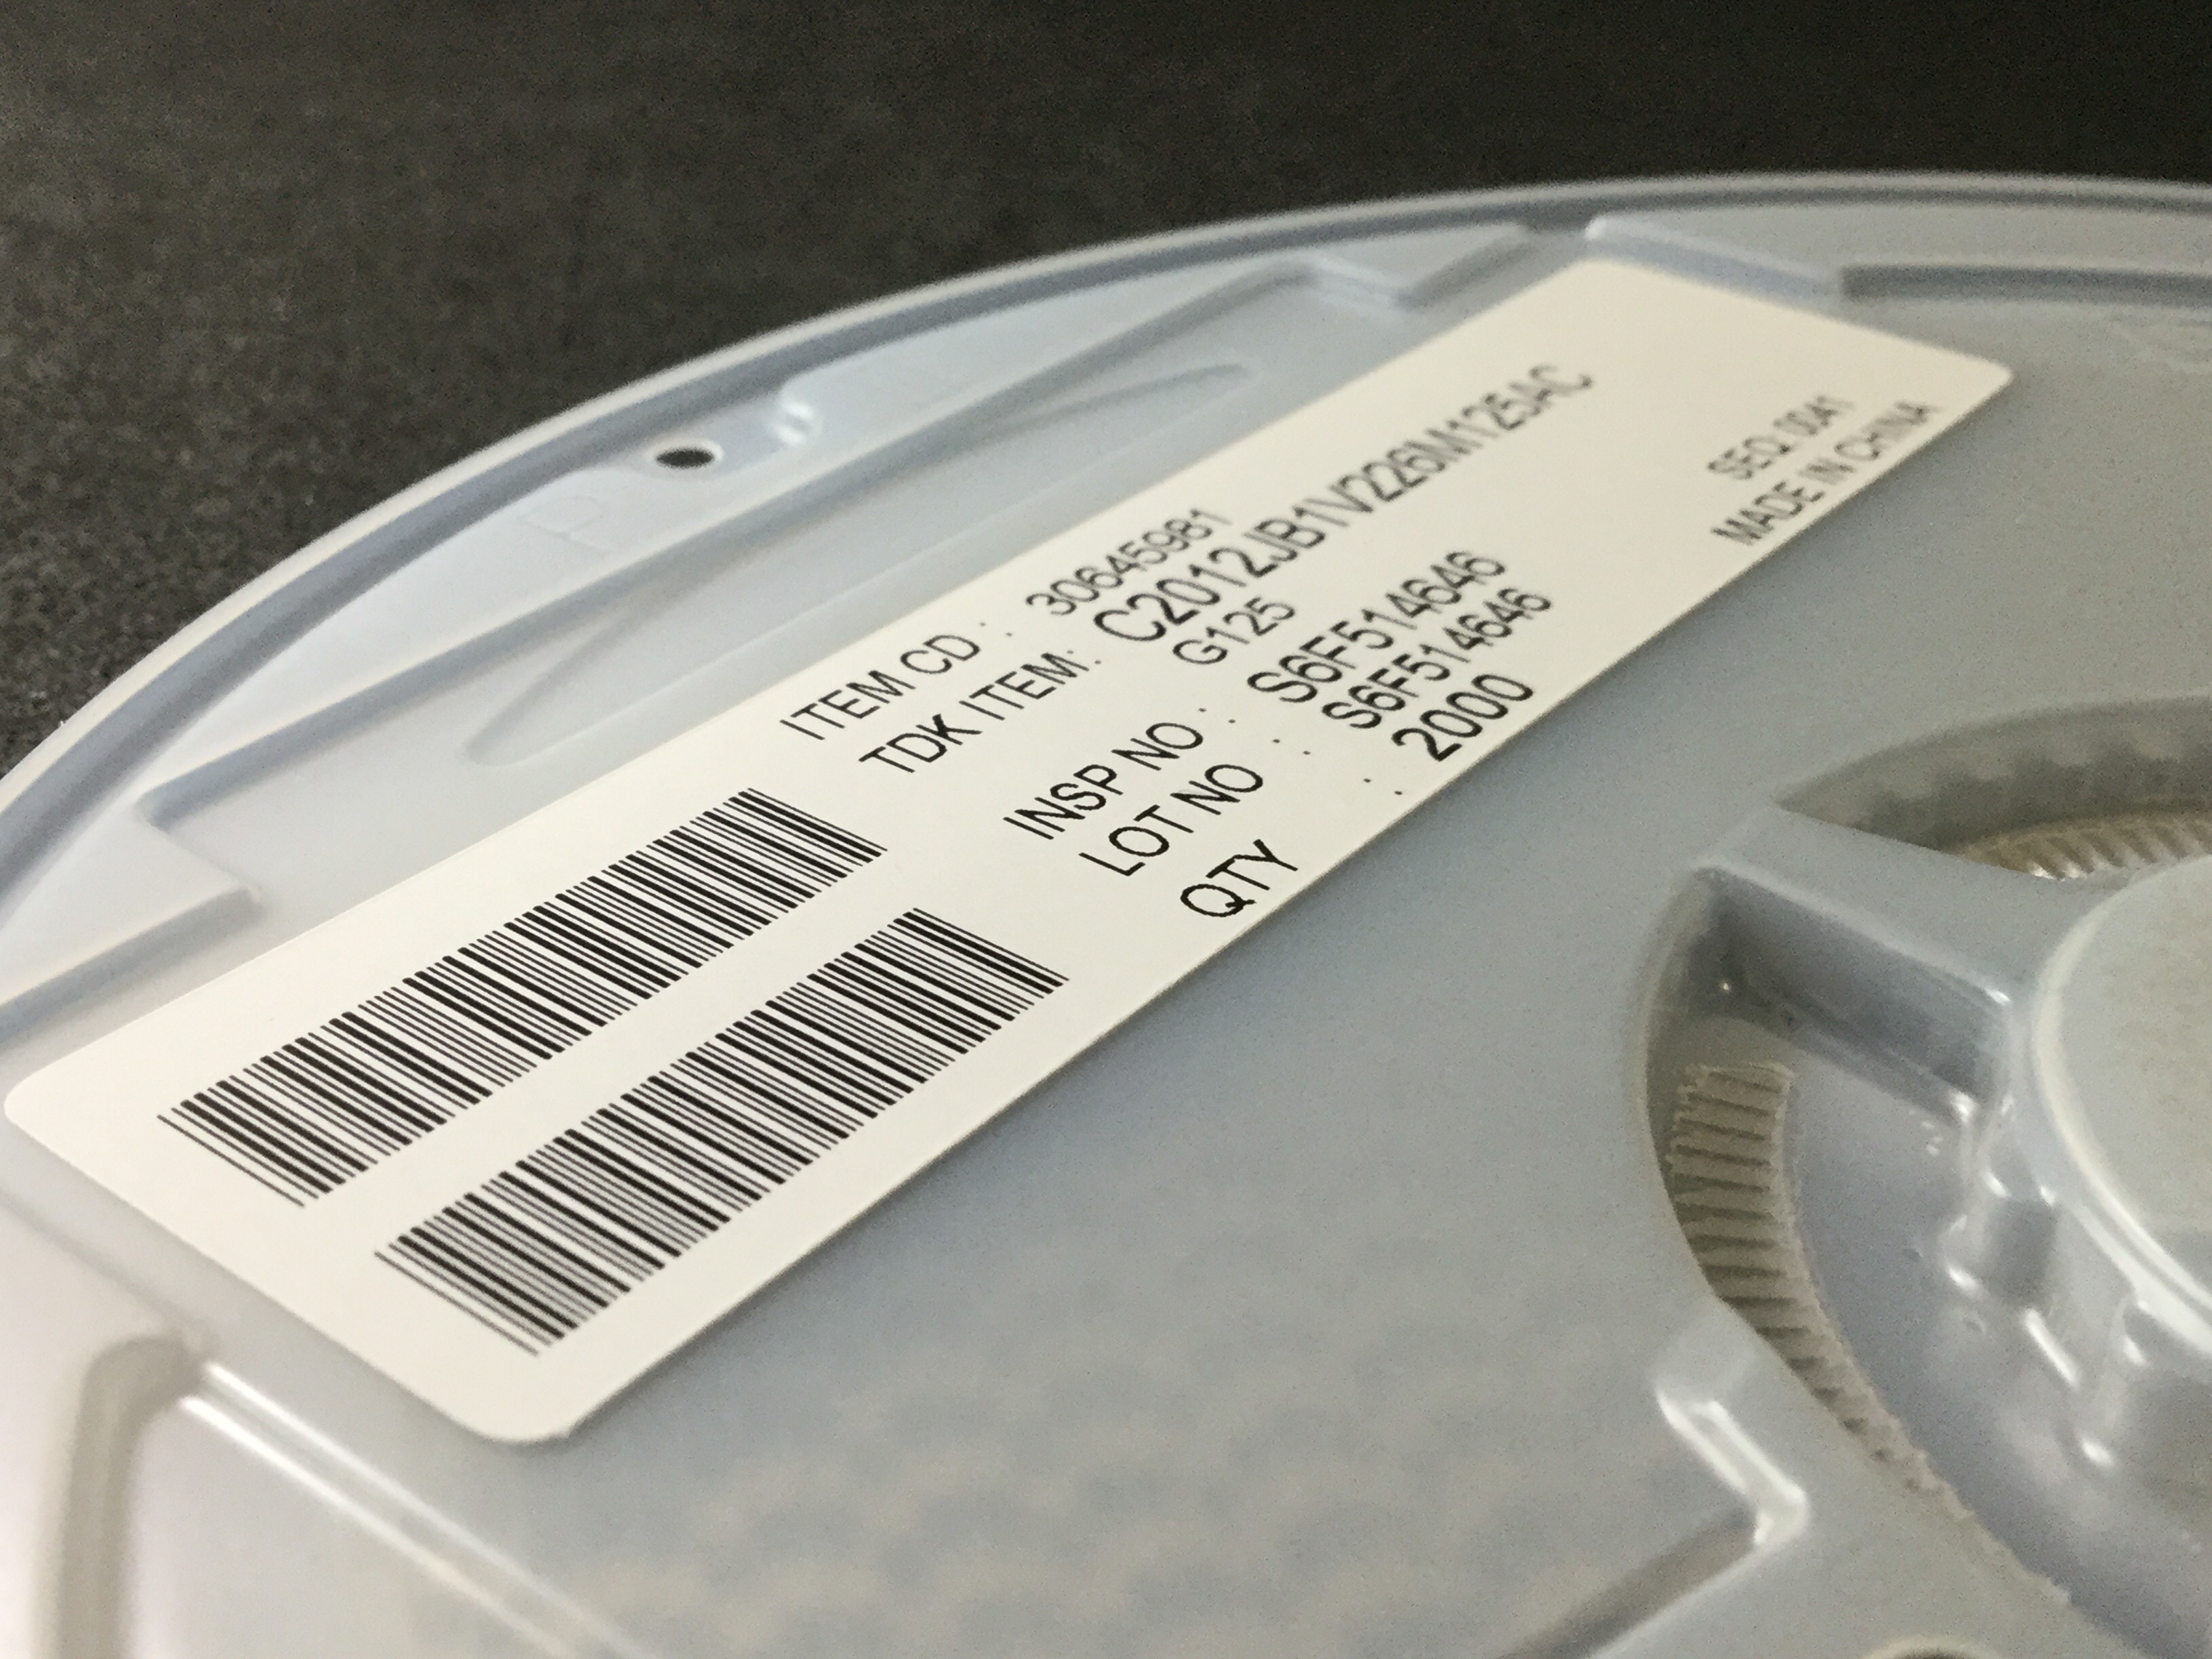 ITEM CD : 30645981
TDK ITEM: C2012JB1V226M125AC
G125
INSP NO : S6F514646
LOT NO : S6F514646
QTY : 2000
SEQ: 0041
MADE IN CHINA